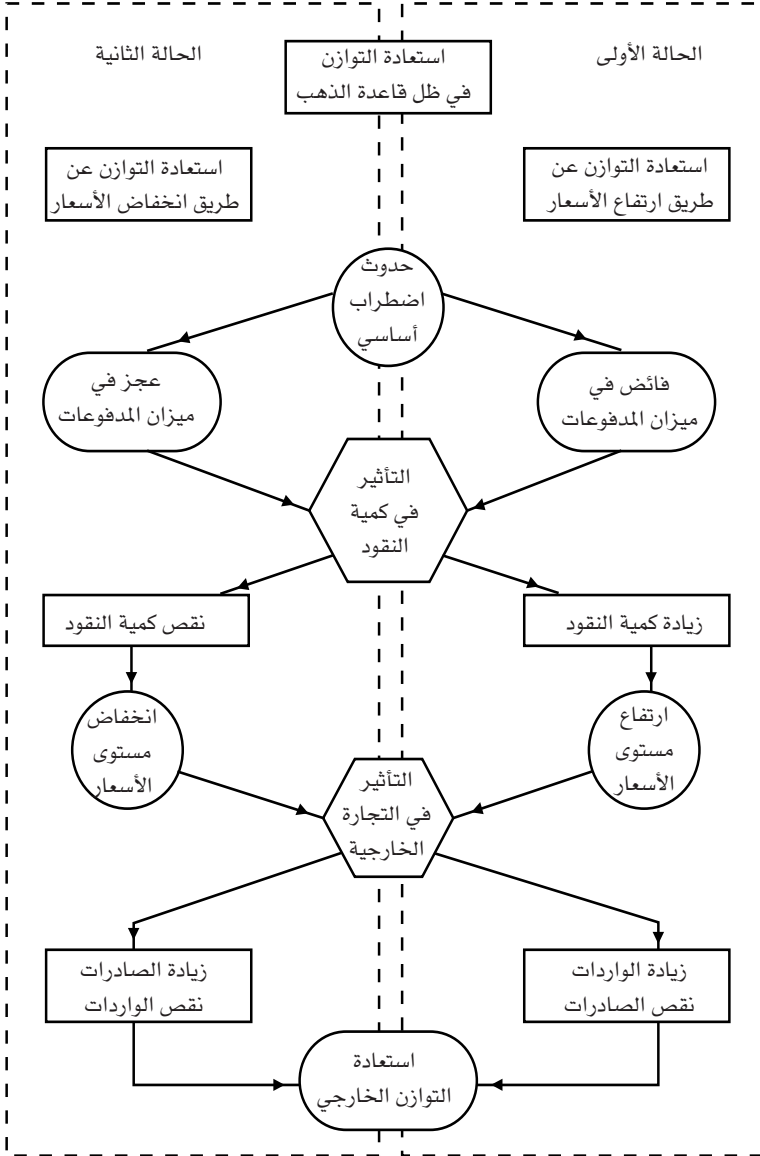 الحالة الأولى
استعادة التوازن
في ظل قاعدة الذهب
الحالة الثانية
استعادة التوازن عن
طريق ارتفاع الأسعار
استعادة التوازن عن
طريق انخفاض الأسعار
حدوث
اضطراب
أساسي
فائض في
ميزان المدفوعات
عجز في
ميزان المدفوعات
التأثير
في كمية
النقود
زيادة كمية النقود
نقص كمية النقود
ارتفاع
مستوى
الأسعار
انخفاض
مستوى
الأسعار
التأثير
في التجارة
الخارجية
زيادة الواردات
نقص الصادرات
زيادة الصادرات
نقص الواردات
استعادة
التوازن الخارجي